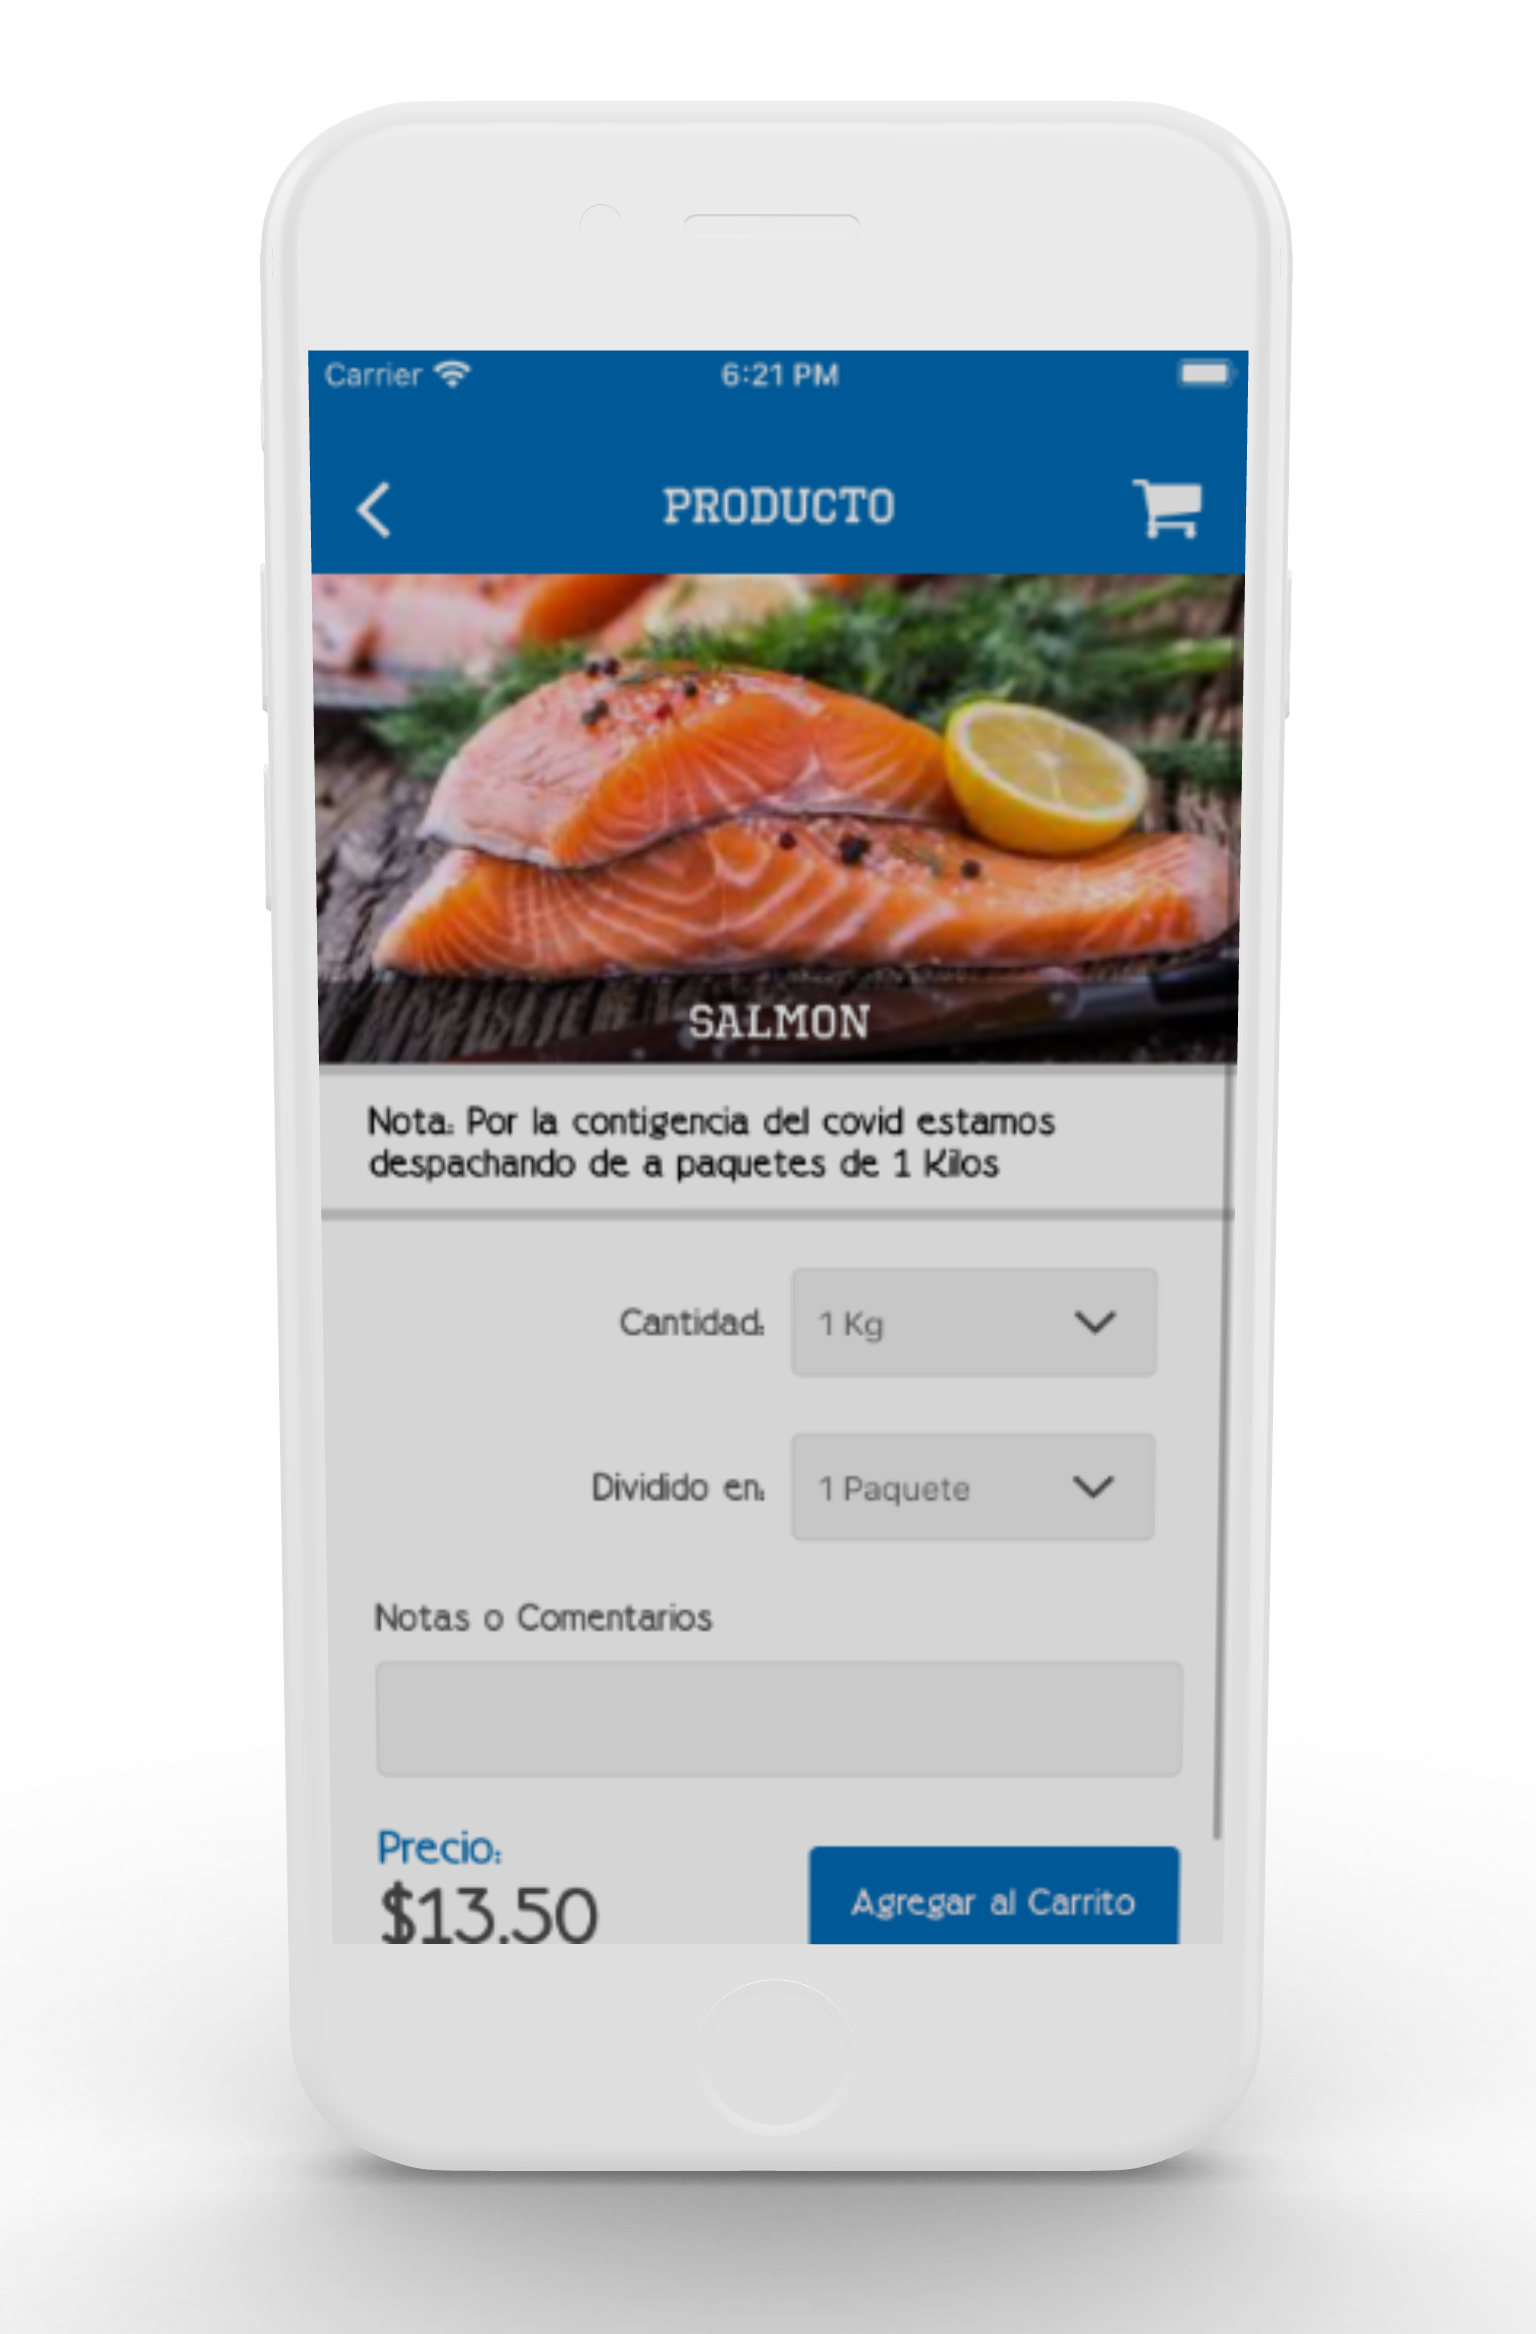 Carrier
6:21 PM
PRODUCTO
SALMON
Nota: Por la contigencia del covid estamos
despachando de a paquetes de 1 Kilos
Cantidad:
1 Kg
Dividido en:
1 Paquete
Notas o Comentarios
Precio:
$13.50
Agregar al Carrito